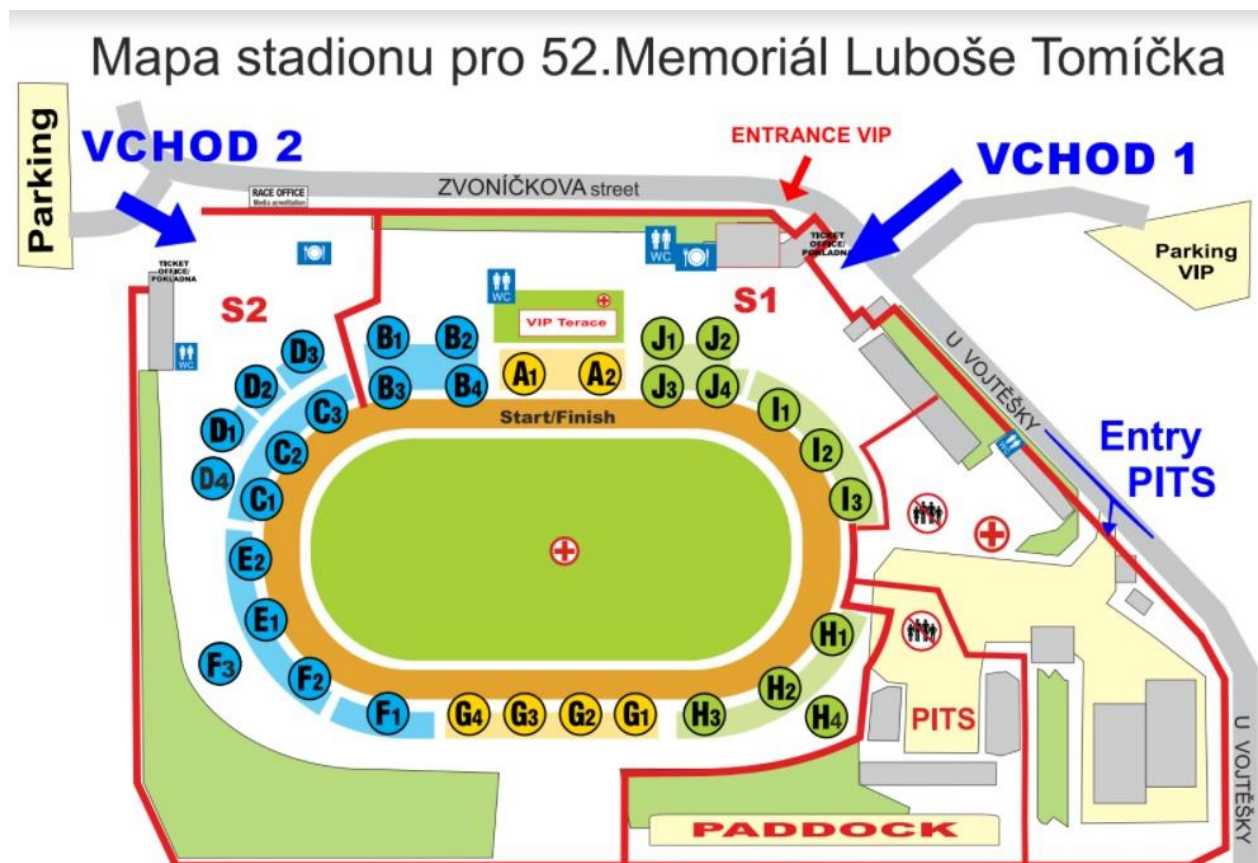 Mapa stadionu pro 52.Memoriál Luboše Tomíčka
Parking
VCHOD 2
ENTRANCE VIP
VCHOD 1
RACE OFFICE
Media acreditation
ZVONÍČKOVA street
TICKET
OFFICE/
POKLADNA
WC
TICKET
OFFICE/
POKLADNA
Parking
VIP
S2
WC
S1
VIP Terace
WC
U VOJTĚŠKY
D3
B1
B2
J1
J2
D2
B3
B4
A1
A2
J3
J4
D1
C3
Start/Finish
I1
Entry
PITS
WC
D4
C2
I2
C1
I3
E2
E1
H1
F3
F2
H2
F1
G4
G3
G2
G1
H3
H4
PITS
U VOJTĚŠKY
PADDOCK